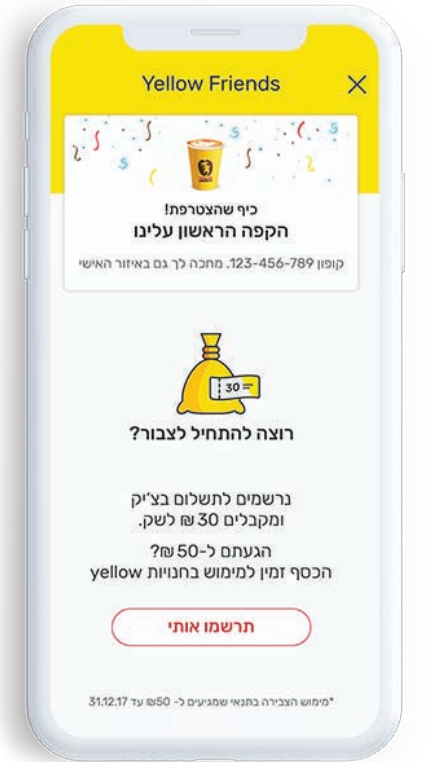 Yellow Friends
כיף שהצטרפת!
הקפה הראשון עלינו
קופון 123-456-789. מחכה לך גם באיזור האישי
30
רוצה להתחיל לצבור?
נרשמים לתשלום בצ'יק
ומקבלים 30 ₪ לשק.
הגעתם ל-50 ₪?
הכסף זמין למימוש בחנויות yellow
תרשמו אותי
*מימוש הצבירה בתנאי שמגיעים ל- 50₪ עד 31.12.17